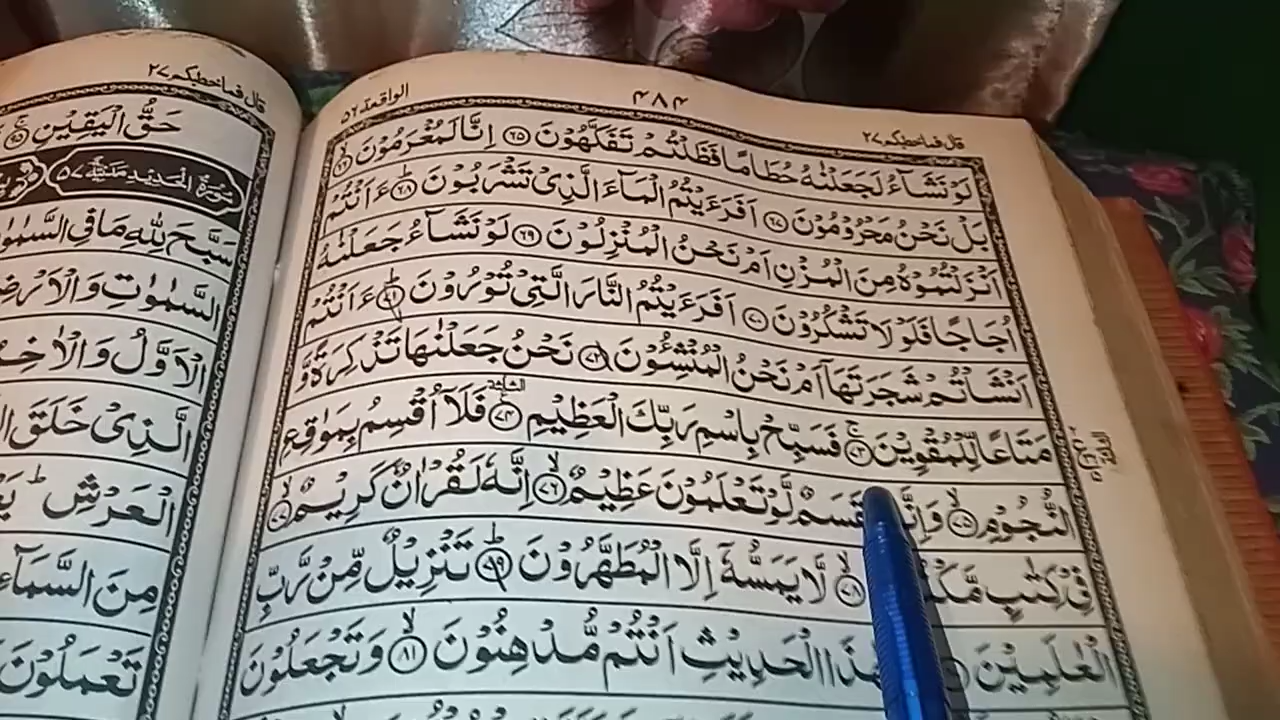 قال فما خطبكم ٢٧
٤٨٤
الواقعة ٥٦
لَوْ نَشَآءُ لَجَعَلْنٰهُ حُطَامًا فَظَلْتُمْ تَفَكَّهُوْنَ ﴿٦٥﴾ اِنَّا لَمُغْرَمُوْنَ ﴿٦٦﴾
بَلْ نَحْنُ مَحْرُوْمُوْنَ ﴿٦٧﴾ اَفَرَءَيْتُمُ الْمَآءَ الَّذِيْ تَشْرَبُوْنَ ﴿٦٨﴾ ءَاَنْتُمْ
اَنْزَلْتُمُوْهُ مِنَ الْمُزْنِ اَمْ نَحْنُ الْمُنْزِلُوْنَ ﴿٦٩﴾ لَوْ نَشَآءُ جَعَلْنٰهُ
اُجَاجًا فَلَوْ لَا تَشْكُرُوْنَ ﴿٧٠﴾ اَفَرَءَيْتُمُ النَّارَ الَّتِيْ تُوْرُوْنَ ﴿٧١﴾ ءَاَنْتُمْ
اَنْشَاْتُمْ شَجَرَتَهَا اَمْ نَحْنُ الْمُنْشِـُٔوْنَ ﴿٧٢﴾ نَحْنُ جَعَلْنٰهَا تَذْكِرَةً وَّ
مَتَاعًا لِّلْمُقْوِيْنَ ﴿٧٣﴾ فَسَبِّحْ بِاسْمِ رَبِّكَ الْعَظِيْمِ ﴿٧٤﴾ فَلَآ اُقْسِمُ بِمَوٰقِعِ
النُّجُوْمِ ﴿٧٥﴾ وَاِنَّهٗ لَقَسَمٌ لَّوْ تَعْلَمُوْنَ عَظِيْمٌ ﴿٧٦﴾ اِنَّهٗ لَقُرْاٰنٌ كَرِيْمٌ ﴿٧٧﴾
فِيْ كِتٰبٍ ﴿٧٨﴾ لَّا يَمَسُّهٗٓ اِلَّا الْمُطَهَّرُوْنَ ﴿٧٩﴾ تَنْزِيْلٌ مِّنْ رَّبِّ
الْعٰلَمِيْنَ الْحَدِيْثِ اَنْتُمْ مُّدْهِنُوْنَ ﴿٨١﴾ وَتَجْعَلُوْنَ
قال فما خطبكم ٢٧
حَقُّ الْيَقِيْنِ ﴿٩٥﴾
سُوْرَةُ الْحَدِيْدِ مَدَنِيَّةٌ ٥٧
سَبَّحَ لِلّٰهِ مَا فِي
السَّمٰوٰتِ وَالْاَرْضِ
الْاَوَّلُ وَالْاٰخِرُ
الَّذِيْ خَلَقَ
الْعَرْشِ
مِنَ السَّمَآءِ
تَعْمَلُوْنَ